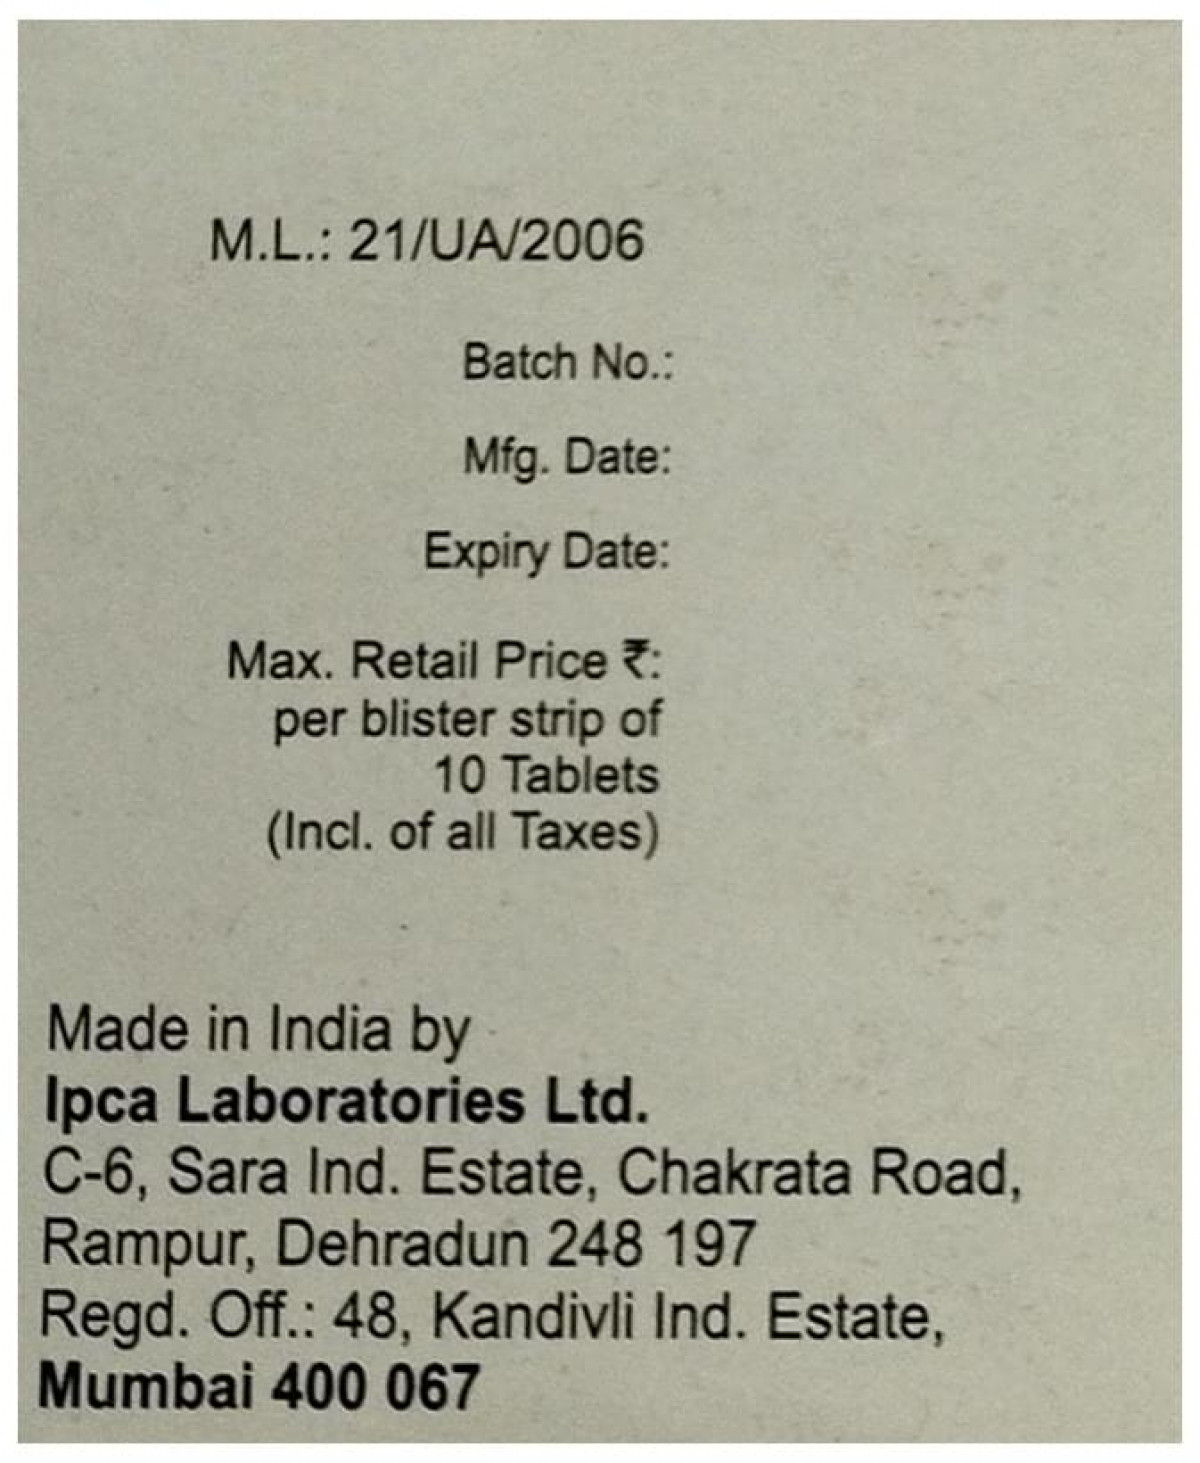 M.L.: 21/UA/2006
Batch No.:
Mfg. Date:
Expiry Date:
Max. Retail Price ₹:
per blister strip of
10 Tablets
(Incl. of all Taxes)
Made in India by
Ipca Laboratories Ltd.
C-6, Sara Ind. Estate, Chakrata Road,
Rampur, Dehradun 248 197
Regd. Off.: 48, Kandivli Ind. Estate,
Mumbai 400 067